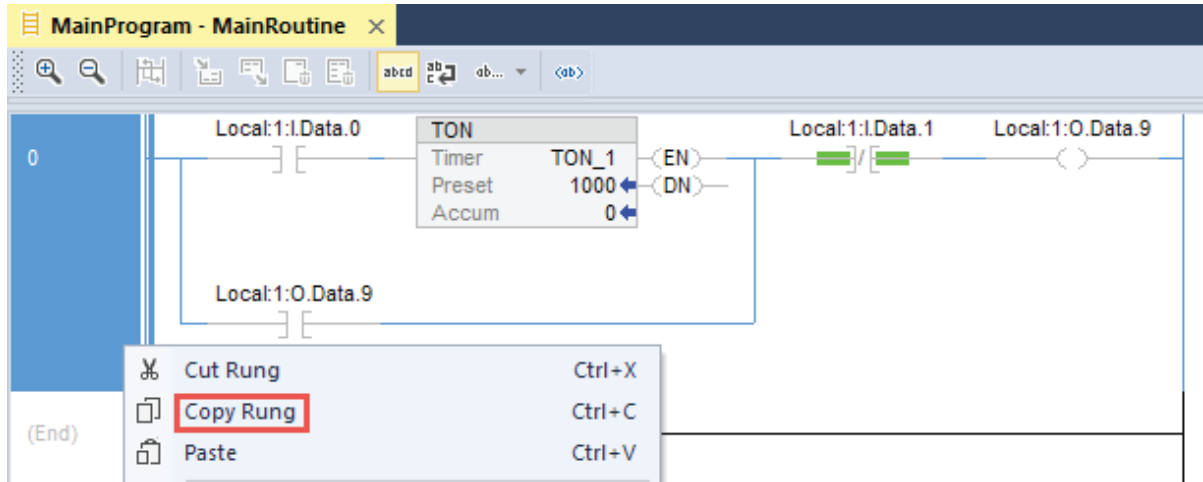 MainProgram - MainRoutine
abcd ab... <ab>
Local:1:I.Data.0 TON Local:1:I.Data.1 Local:1:O.Data.9
0 Timer TON_1 (EN)
Preset 1000 (DN)
Accum 0
Local:1:O.Data.9
Cut Rung Ctrl+X
Copy Rung Ctrl+C
(End)
Paste Ctrl+V